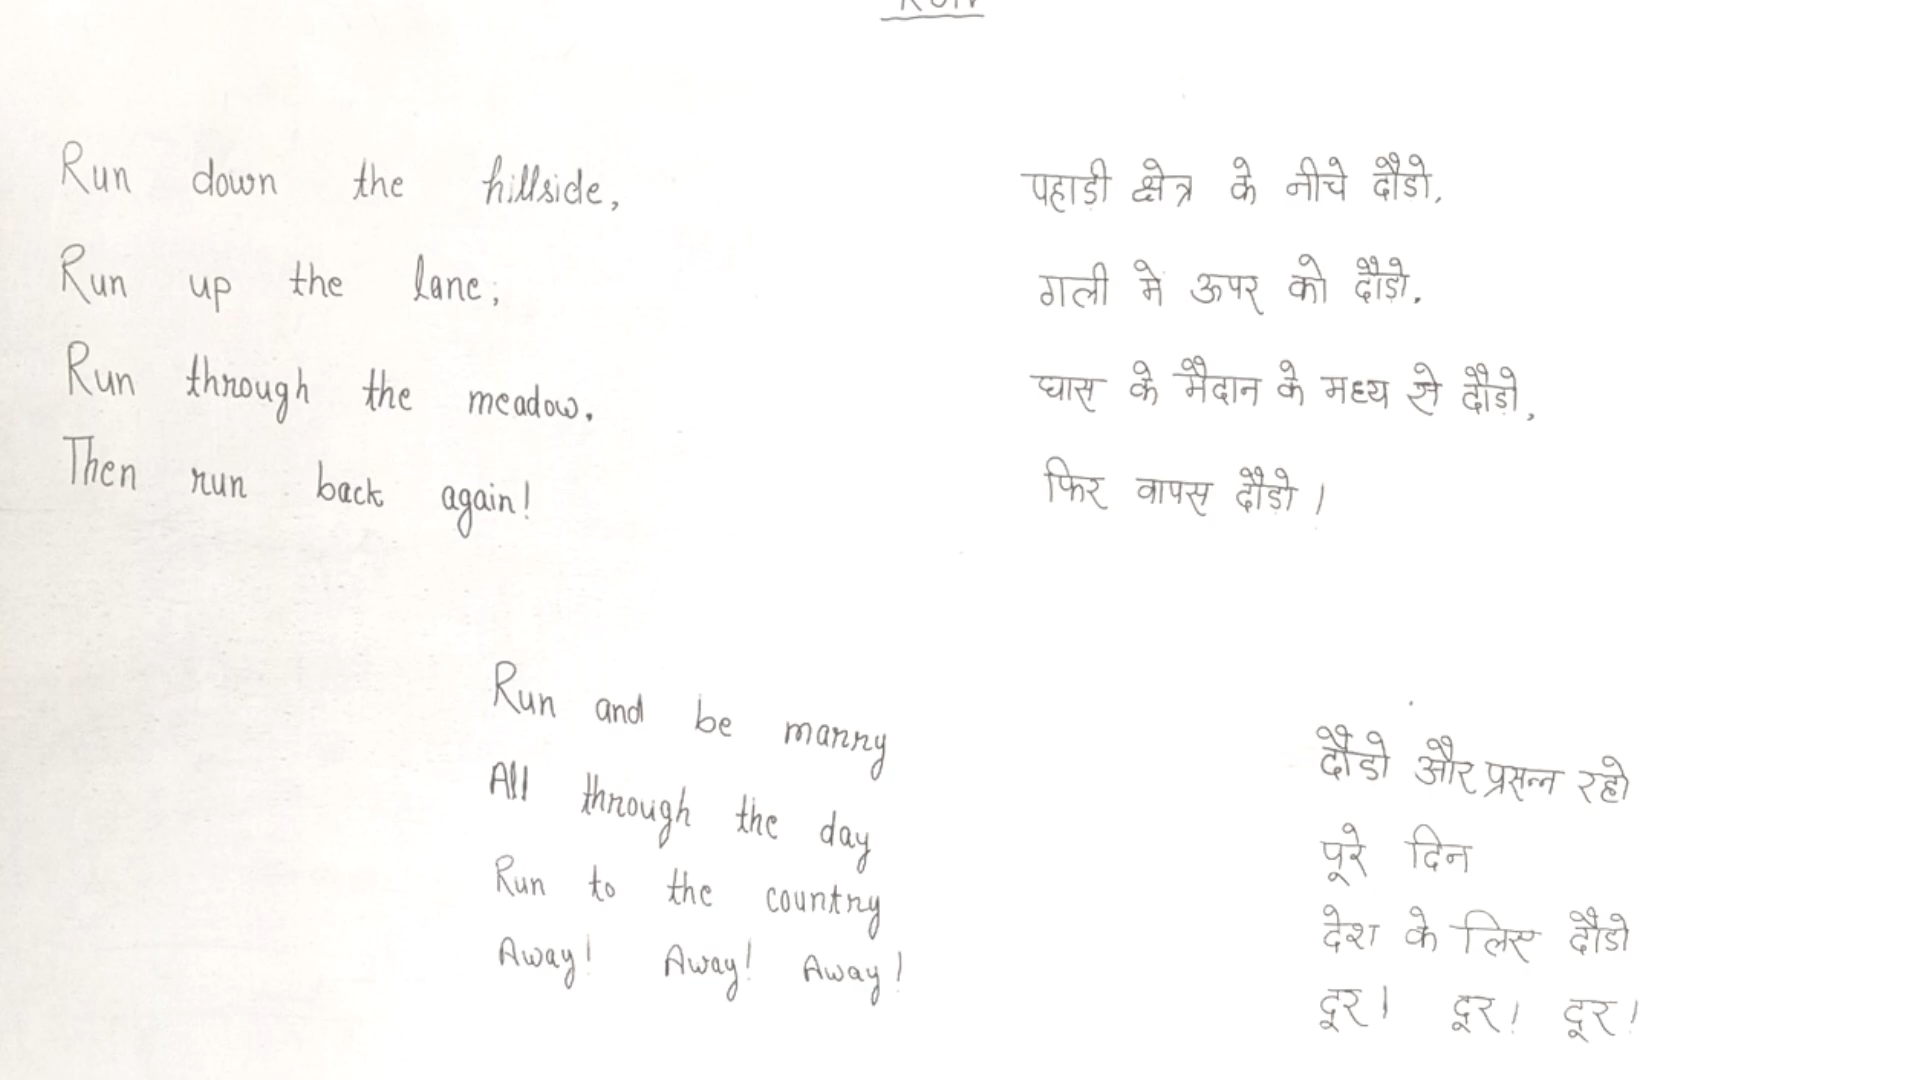 Run down the hillside,
Run up the lane,
Run through the meadow.
Then run back again!
Run and be marry
All through the day
Run to the country
Away! Away! Away!
पहाड़ी क्षेत्र के नीचे दौडो,
गली मे ऊपर को दौड़ो,
घास के मैदान के मध्य से दौड़ो,
फिर वापस दौड़ो।
दौडो और प्रसन्न रहो
पूरे दिन
देश के लिए दौडो
दूर! दूर! दूर!